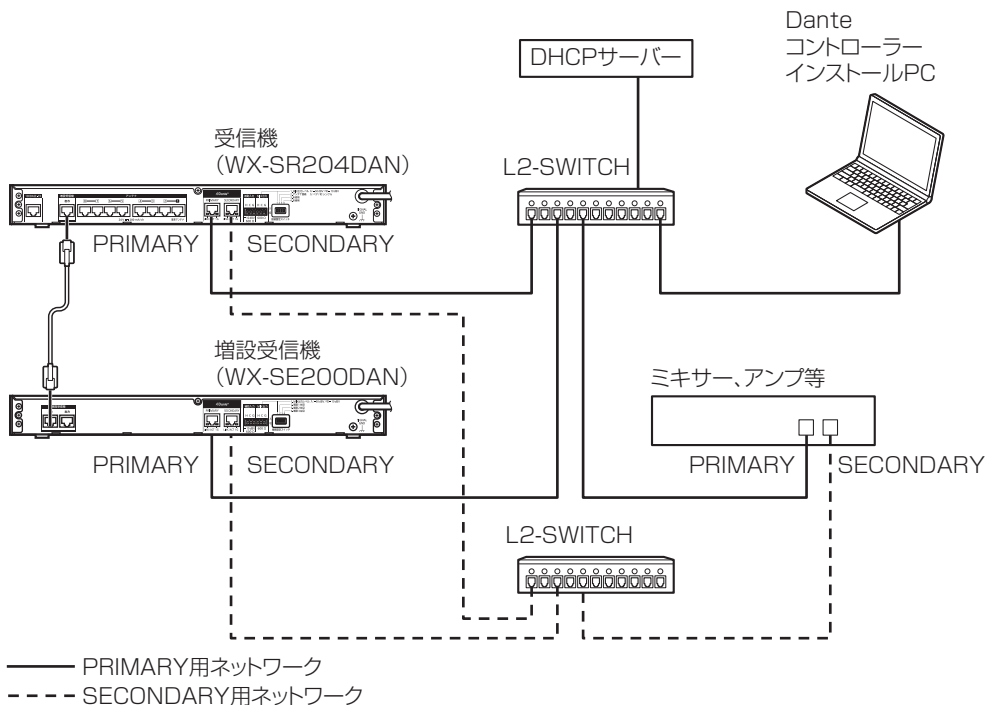 Dante
コントローラー
インストールPC
DHCPサーバー
受信機
（WX-SR204DAN）
L2-SWITCH
PRIMARY
SECONDARY
増設受信機
（WX-SE200DAN）
ミキサー、アンプ等
PRIMARY
SECONDARY
PRIMARY
SECONDARY
L2-SWITCH
PRIMARY用ネットワーク
SECONDARY用ネットワーク